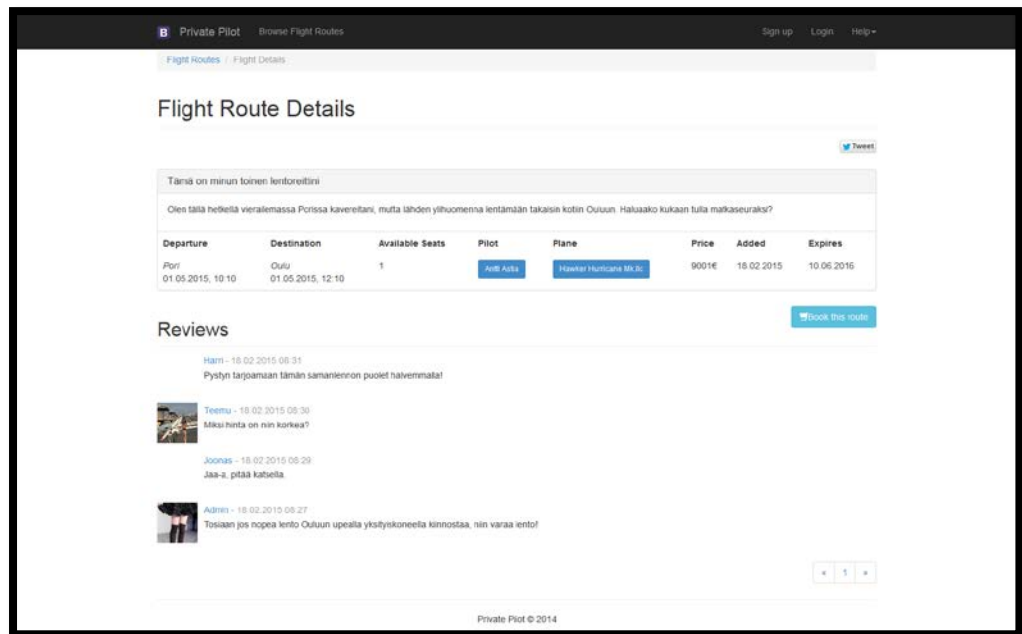 B Private Pilot Browse Flight Routes Sign up Login Help
Flight Routes / Flight Details
Flight Route Details
Tweet
Tämä on minun toinen lentoreittini
Olen tällä hetkellä vierailemassa Porissa kavereitani, mutta lähden ylihuomenna lentämään takaisin kotiin Ouluun. Haluaako kukaan tulla matkaseuraksi?
Departure Destination Available Seats Pilot Plane Price Added Expires
Pori Oulu 1 Antti Astia Hawker Hurricane Mk.IIc 9001€ 18.02.2015 10.06.2016
01.05.2015, 10:10 01.05.2015, 12:10
Book this route
Reviews
Harri - 18.02.2015 08:31
Pystyn tarjoamaan tämän samanlennon puolet halvemmalla!
Teemu - 18.02.2015 08:30
Miksi hinta on niin korkea?
Joonas - 18.02.2015 08:29
Jaa-a, pitää katsella.
Admin - 18.02.2015 08:27
Tosiaan jos nopea lento Ouluun upealla yksityiskoneella kiinnostaa, niin varaa lento!
« 1 »
Private Pilot © 2014